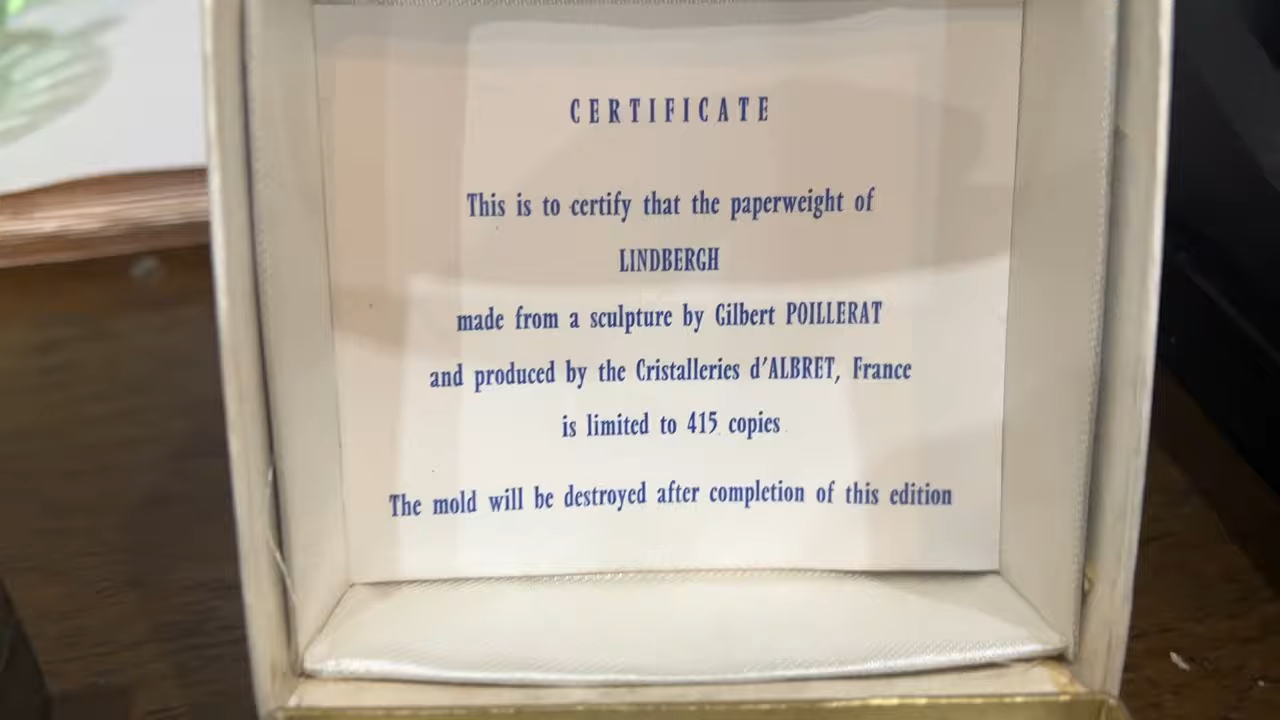 CERTIFICATE
This is to certify that the paperweight of
LINDBERGH
made from a sculpture by Gilbert POILLERAT
and produced by the Cristalleries d'ALBRET, France
is limited to 415 copies
The mold will be destroyed after completion of this edition